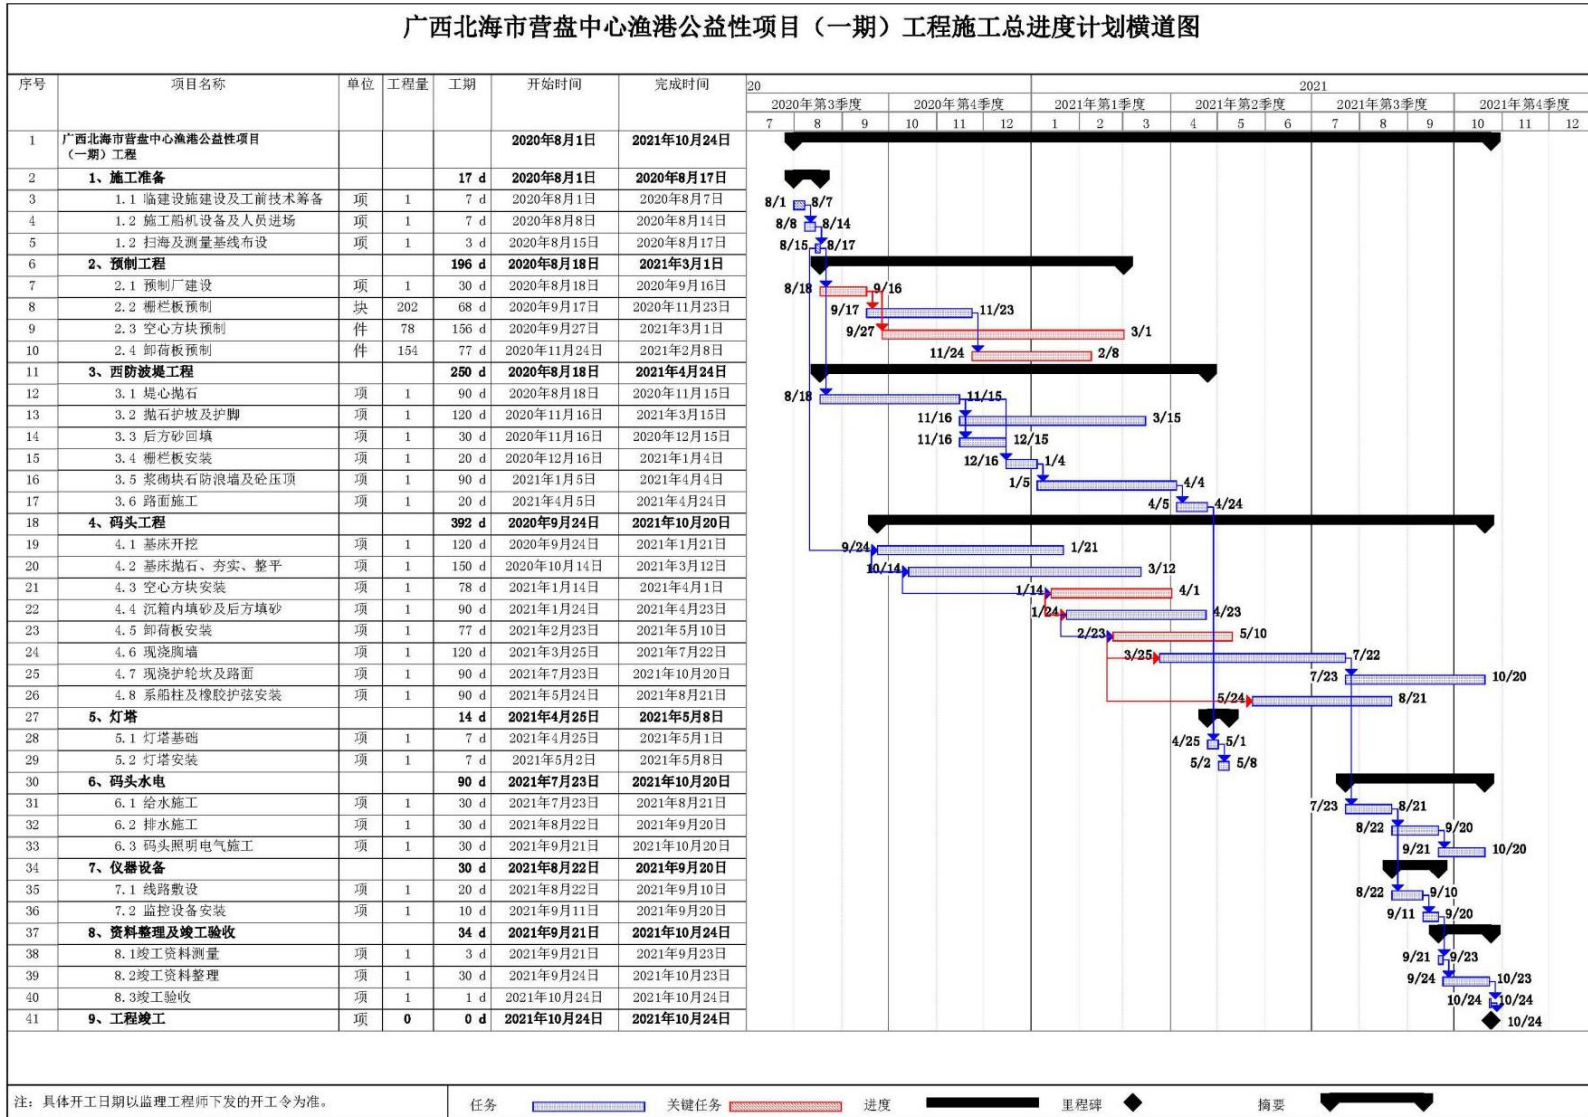 广西北海市营盘中心渔港公益性项目（一期）工程施工总进度计划横道图
序号 项目名称 单位 工程量 工期 开始时间 完成时间 20 2021
2020年第3季度 2020年第4季度 2021年第1季度 2021年第2季度 2021年第3季度 2021年第4季度
7 8 9 10 11 12 1 2 3 4 5 6 7 8 9 10 11 12
1 广西北海市营盘中心渔港公益性项目 2020年8月1日 2021年10月24日
（一期）工程
2 1、施工准备 17 d 2020年8月1日 2020年8月17日
3 1.1 临建设施建设及工前技术筹备 项 1 7 d 2020年8月1日 2020年8月7日 8/1 8/7
4 1.2 施工船机设备及人员进场 项 1 7 d 2020年8月8日 2020年8月14日 8/8 8/14
5 1.2 扫海及测量基线布设 项 1 3 d 2020年8月15日 2020年8月17日 8/15 8/17
6 2、预制工程 196 d 2020年8月18日 2021年3月1日
7 2.1 预制厂建设 项 1 30 d 2020年8月18日 2020年9月16日 8/18 9/16
8 2.2 栅栏板预制 块 202 68 d 2020年9月17日 2020年11月23日 9/17 11/23
9 2.3 空心方块预制 件 78 156 d 2020年9月27日 2021年3月1日 9/27 3/1
10 2.4 卸荷板预制 件 154 77 d 2020年11月24日 2021年2月8日 11/24 2/8
11 3、西防波堤工程 250 d 2020年8月18日 2021年4月24日
12 3.1 堤心抛石 项 1 90 d 2020年8月18日 2020年11月15日 8/18 11/15
13 3.2 抛石护坡及护脚 项 1 120 d 2020年11月16日 2021年3月15日 11/16 3/15
14 3.3 后方砂回填 项 1 30 d 2020年11月16日 2020年12月15日 11/16 12/15
15 3.4 栅栏板安装 项 1 20 d 2020年12月16日 2021年1月4日 12/16 1/4
16 3.5 浆砌块石防浪墙及砼压顶 项 1 90 d 2021年1月5日 2021年4月4日 1/5 4/4
17 3.6 路面施工 项 1 20 d 2021年4月5日 2021年4月24日 4/5 4/24
18 4、码头工程 392 d 2020年9月24日 2021年10月20日
19 4.1 基床开挖 项 1 120 d 2020年9月24日 2021年1月21日 9/24 1/21
20 4.2 基床抛石、夯实、整平 项 1 150 d 2020年10月14日 2021年3月12日 10/14 3/12
21 4.3 空心方块安装 项 1 78 d 2021年1月14日 2021年4月1日 1/14 4/1
22 4.4 沉箱内填砂及后方填砂 项 1 90 d 2021年1月24日 2021年4月23日 1/24 4/23
23 4.5 卸荷板安装 项 1 77 d 2021年2月23日 2021年5月10日 2/23 5/10
24 4.6 现浇胸墙 项 1 120 d 2021年3月25日 2021年7月22日 3/25 7/22
25 4.7 现浇护轮坎及路面 项 1 90 d 2021年7月23日 2021年10月20日 7/23 10/20
26 4.8 系船柱及橡胶护弦安装 项 1 90 d 2021年5月24日 2021年8月21日 5/24 8/21
27 5、灯塔 14 d 2021年4月25日 2021年5月8日
28 5.1 灯塔基础 项 1 7 d 2021年4月25日 2021年5月1日 4/25 5/1
29 5.2 灯塔安装 项 1 7 d 2021年5月2日 2021年5月8日 5/2 5/8
30 6、码头水电 90 d 2021年7月23日 2021年10月20日
31 6.1 给水施工 项 1 30 d 2021年7月23日 2021年8月21日 7/23 8/21
32 6.2 排水施工 项 1 30 d 2021年8月22日 2021年9月20日 8/22 9/20
33 6.3 码头照明电气施工 项 1 30 d 2021年9月21日 2021年10月20日 9/21 10/20
34 7、仪器设备 30 d 2021年8月22日 2021年9月20日
35 7.1 线路敷设 项 1 20 d 2021年8月22日 2021年9月10日 8/22 9/10
36 7.2 监控设备安装 项 1 10 d 2021年9月11日 2021年9月20日 9/11 9/20
37 8、资料整理及竣工验收 34 d 2021年9月21日 2021年10月24日
38 8.1竣工资料测量 项 1 3 d 2021年9月21日 2021年9月23日 9/21 9/23
39 8.2竣工资料整理 项 1 30 d 2021年9月24日 2021年10月23日 9/24 10/23
40 8.3竣工验收 项 1 1 d 2021年10月24日 2021年10月24日 10/24 10/24
41 9、工程竣工 项 0 0 d 2021年10月24日 2021年10月24日 10/24
注：具体开工日期以监理工程师下发的开工令为准。 任务 关键任务 进度 里程碑 摘要